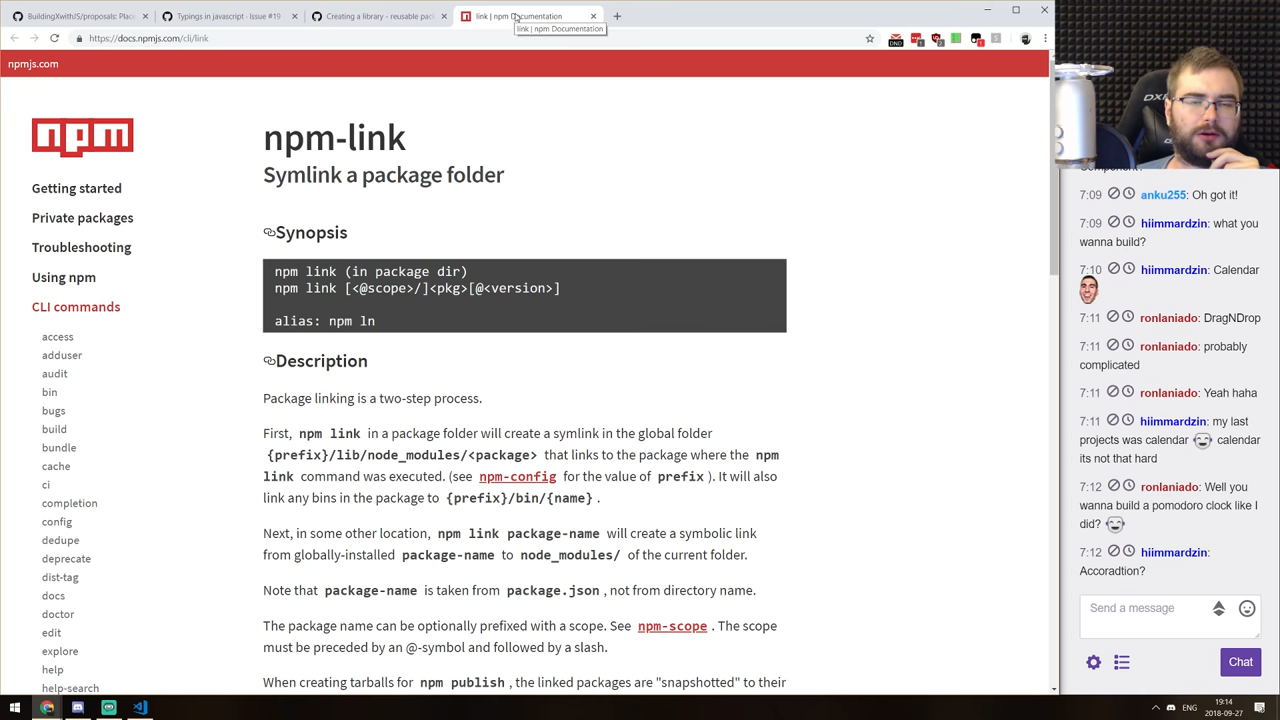 BuildingXwithJS/proposals: Plac
Typings in javascript · Issue #19
Creating a library - reusable pac
link | npm Documentation
link | npm Documentation
https://docs.npmjs.com/cli/link
DND
1
2
1
npmjs.com
npm
Getting started
Private packages
Troubleshooting
Using npm
CLI commands
access
adduser
audit
bin
bugs
build
bundle
cache
ci
completion
config
dedupe
deprecate
dist-tag
docs
doctor
edit
explore
help
help-search
npm-link
Symlink a package folder
Synopsis
npm link (in package dir)
npm link [<@scope>/]<pkg>[@<version>]
alias: npm ln
Description
Package linking is a two-step process.
First, npm link in a package folder will create a symlink in the global folder
{prefix}/lib/node_modules/<package> that links to the package where the npm
link command was executed. (see npm-config for the value of prefix ). It will also
link any bins in the package to {prefix}/bin/{name} .
Next, in some other location, npm link package-name will create a symbolic link
from globally-installed package-name to node_modules/ of the current folder.
Note that package-name is taken from package.json , not from directory name.
The package name can be optionally prefixed with a scope. See npm-scope . The scope
must be preceded by an @-symbol and followed by a slash.
When creating tarballs for npm publish , the linked packages are "snapshotted" to their
7:09 anku255: Oh got it!
7:09 hiimmardzin: what you
wanna build?
7:10 hiimmardzin: Calendar
7:11 ronlaniado: DragNDrop
7:11 ronlaniado: probably
complicated
7:11 ronlaniado: Yeah haha
7:11 hiimmardzin: my last
projects was calendar calendar
its not that hard
7:12 ronlaniado: Well you
wanna build a pomodoro clock like I
did?
7:12 hiimmardzin:
Accoradtion?
Send a message
Chat
ENG
19:14
2018-09-27